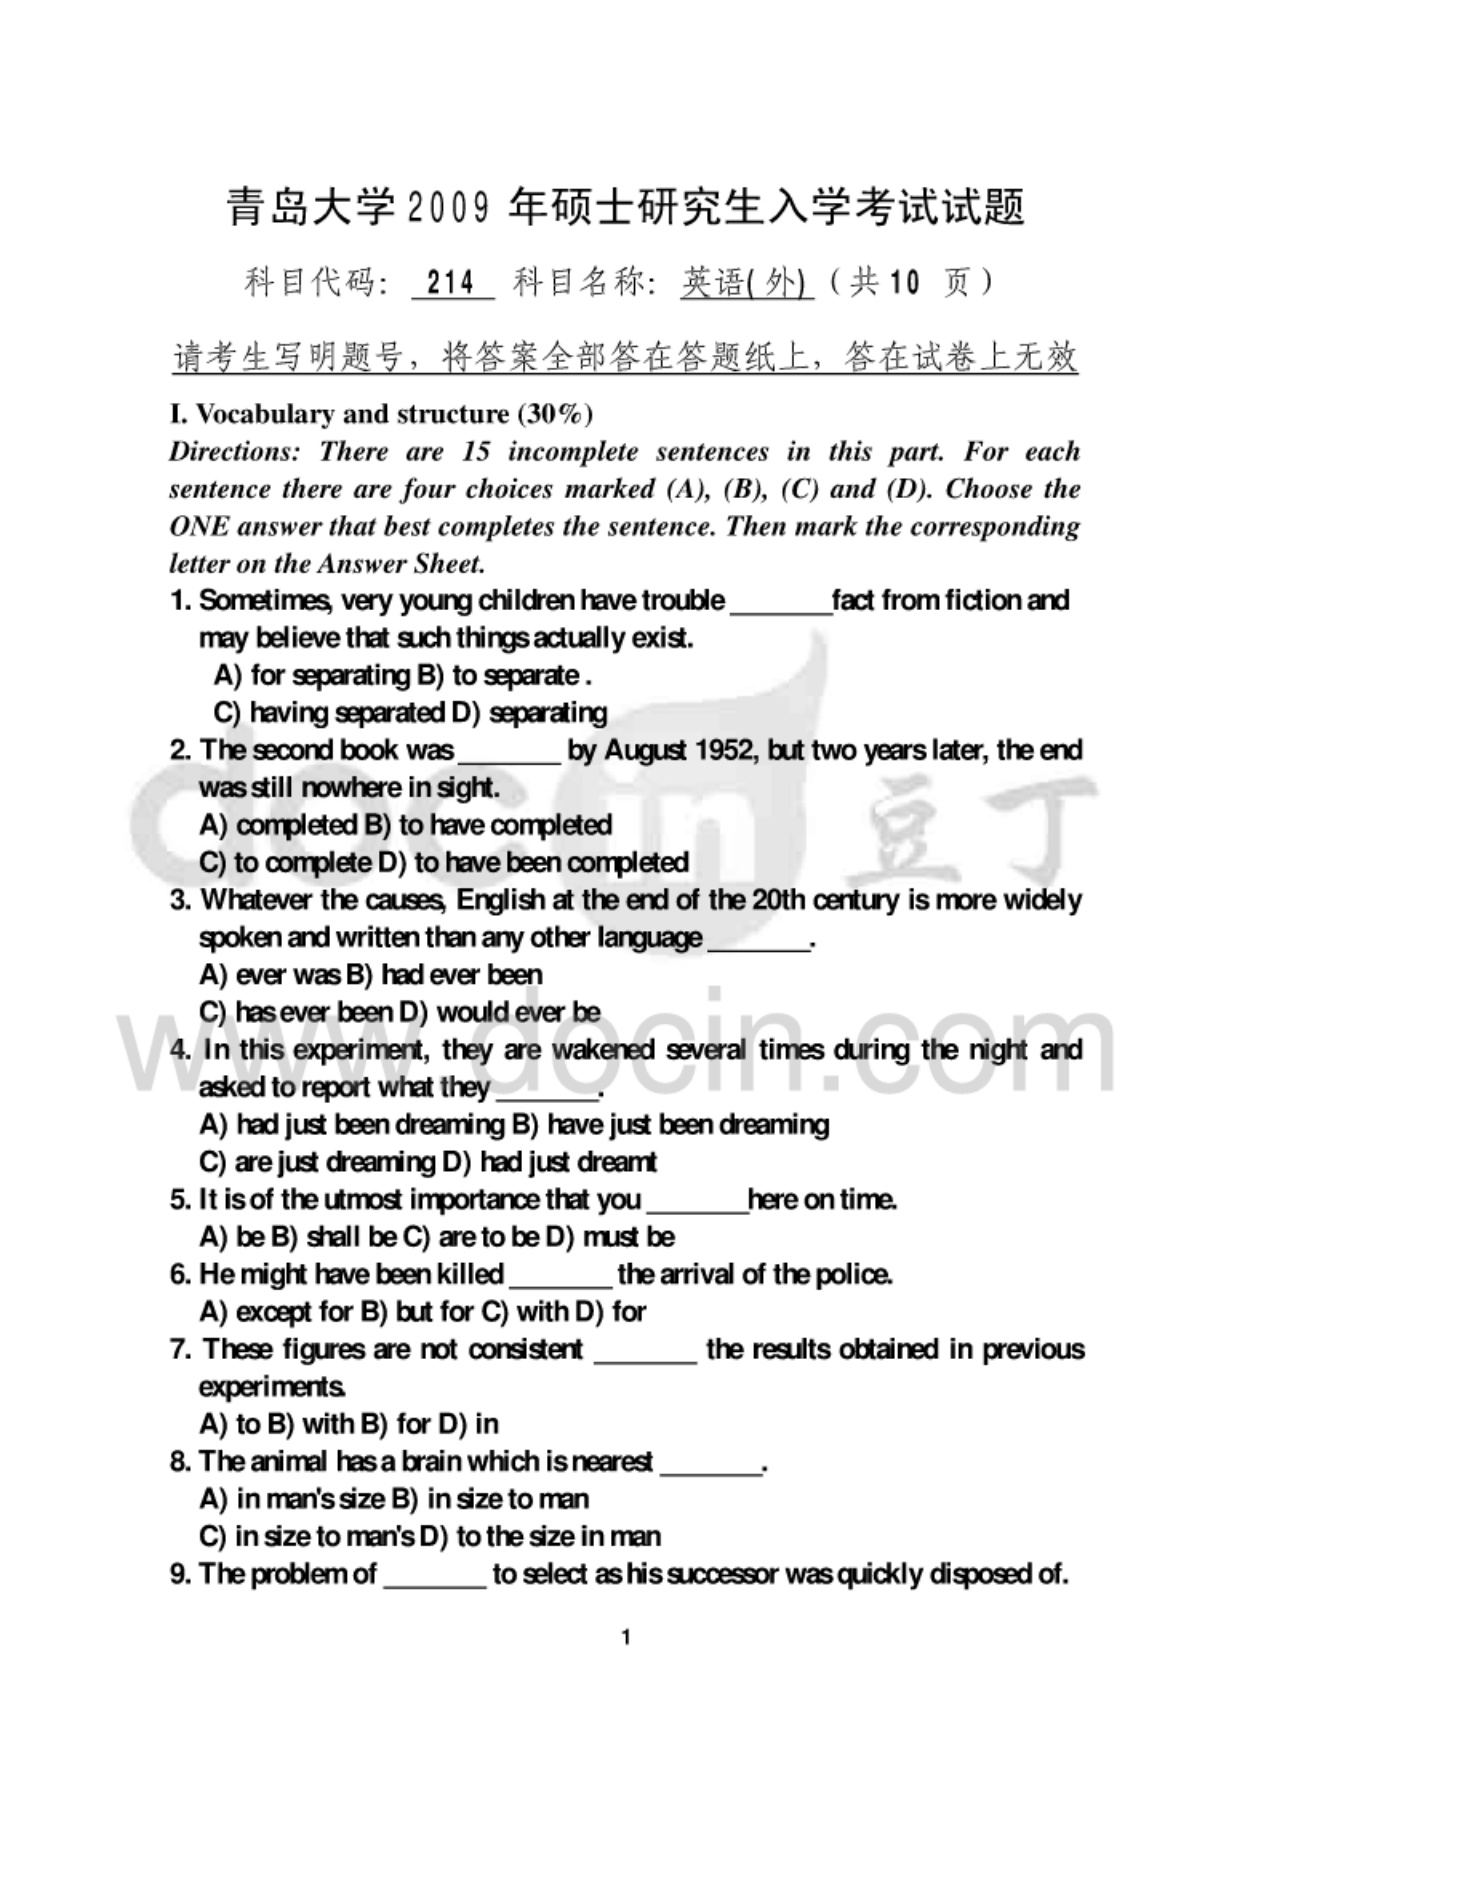 青岛大学2009 年硕士研究生入学考试试题
科目代码： 214 科目名称：英语(外)（共10 页）
请考生写明题号，将答案全部答在答题纸上，答在试卷上无效
I. Vocabulary and structure (30%)
Directions: There are 15 incomplete sentences in this part. For each
sentence there are four choices marked (A), (B), (C) and (D). Choose the
ONE answer that best completes the sentence. Then mark the corresponding
letter on the Answer Sheet.
1. Sometimes, very young children have trouble _______fact from fiction and
may believe that such things actually exist.
A) for separating B) to separate .
C) having separated D) separating
2. The second book was_______ by August 1952, but two years later, the end
was still nowhere in sight.
A) completed B) to have completed
C) to complete D) to have been completed
3. Whatever the causes, English at the end of the 20th century is more widely
spoken and written than any other language_______.
A) ever was B) had ever been
C) has ever been D) would ever be
4. In this experiment, they are wakened several times during the night and
asked to report what they _______.
A) had just been dreaming B) have just been dreaming
C) are just dreaming D) had just dreamt
5. It is of the utmost importance that you _______here on time.
A) be B) shall be C) are to be D) must be
6. He might have been killed _______ the arrival of the police.
A) except for B) but for C) with D) for
7. These figures are not consistent _______ the results obtained in previous
experiments.
A) to B) with B) for D) in
8. The animal has a brain which is nearest _______.
A) in man's size B) in size to man
C) in size to man's D) to the size in man
9. The problem of _______ to select as his successor was quickly disposed of.
1
docin 豆丁
www.docin.com